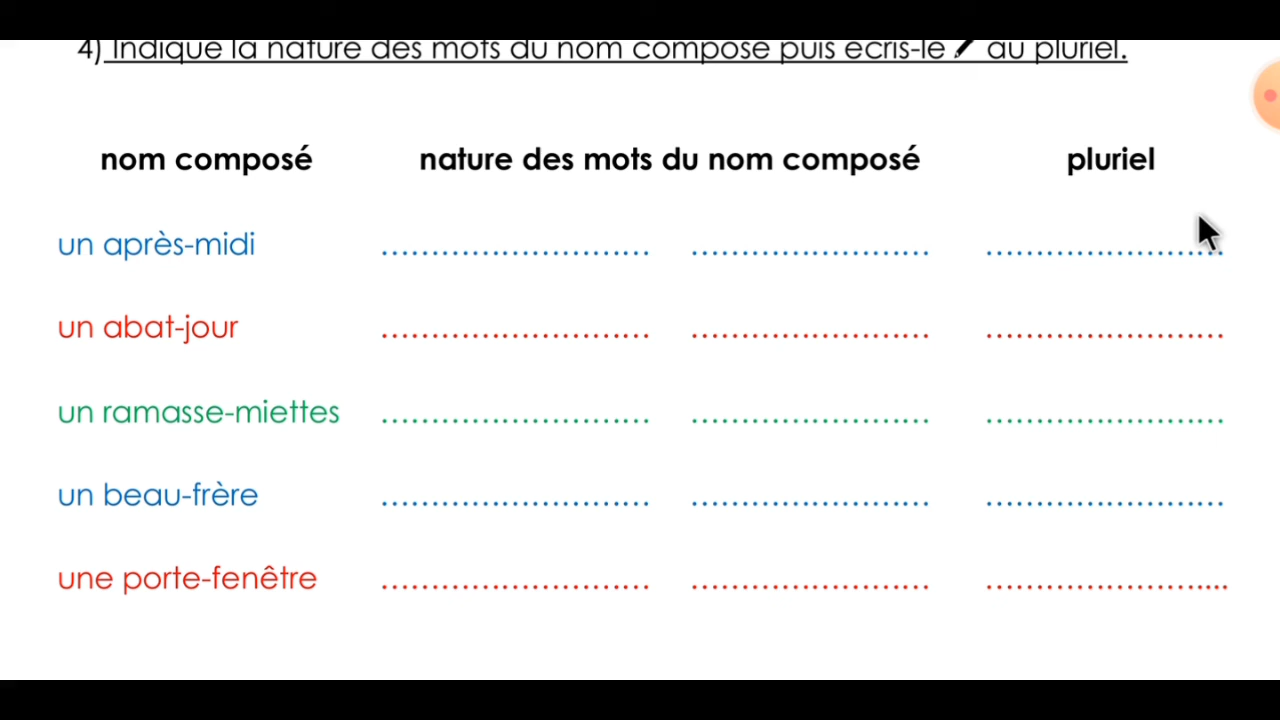 4) Indique la nature des mots du nom composé puis écris-le au pluriel.
nom composé nature des mots du nom composé pluriel
un après-midi ........................... ........................ ........................
un abat-jour ........................... ........................ ........................
un ramasse-miettes ........................... ........................ ........................
un beau-frère ........................... ........................ ........................
une porte-fenêtre ........................... ........................ .........................